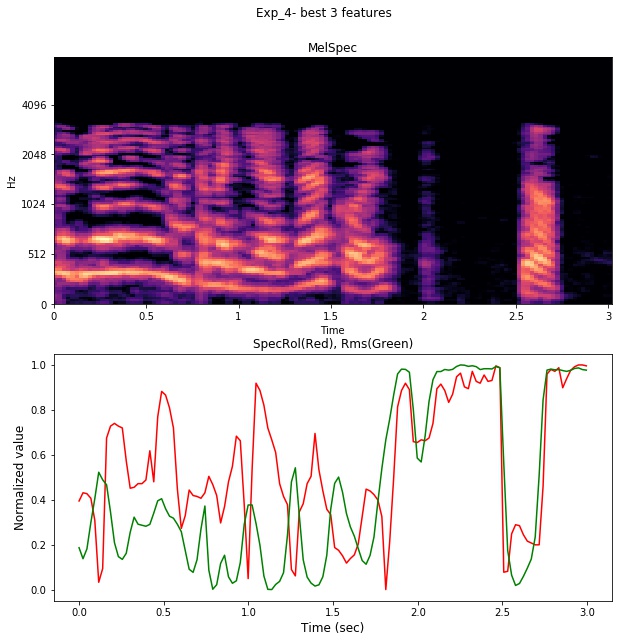 Exp_4- best 3 features
MelSpec
4096
2048
1024
512
0
Hz
0 0.5 1 1.5 2 2.5 3
Time
SpecRol(Red), Rms(Green)
1.0
0.8
0.6
0.4
0.2
0.0
Normalized value
0.0 0.5 1.0 1.5 2.0 2.5 3.0
Time (sec)